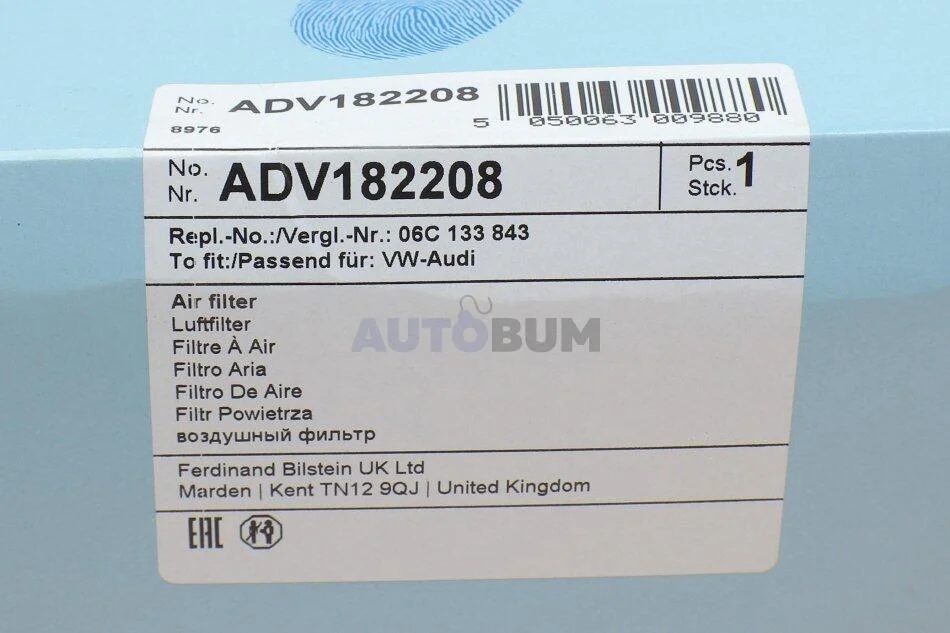 No.
Nr. ADV182208
8976
5 050063 009880
No.
Nr. ADV182208
Pcs.
Stck. 1
Repl.-No.:/Vergl.-Nr.: 06C 133 843
To fit:/Passend für: VW-Audi
Air filter
Luftfilter
Filtre À Air
Filtro Aria
Filtro De Aire
Filtr Powietrza
воздушный фильтр
AUTOBUM
Ferdinand Bilstein UK Ltd
Marden | Kent TN12 9QJ | United Kingdom
EAC